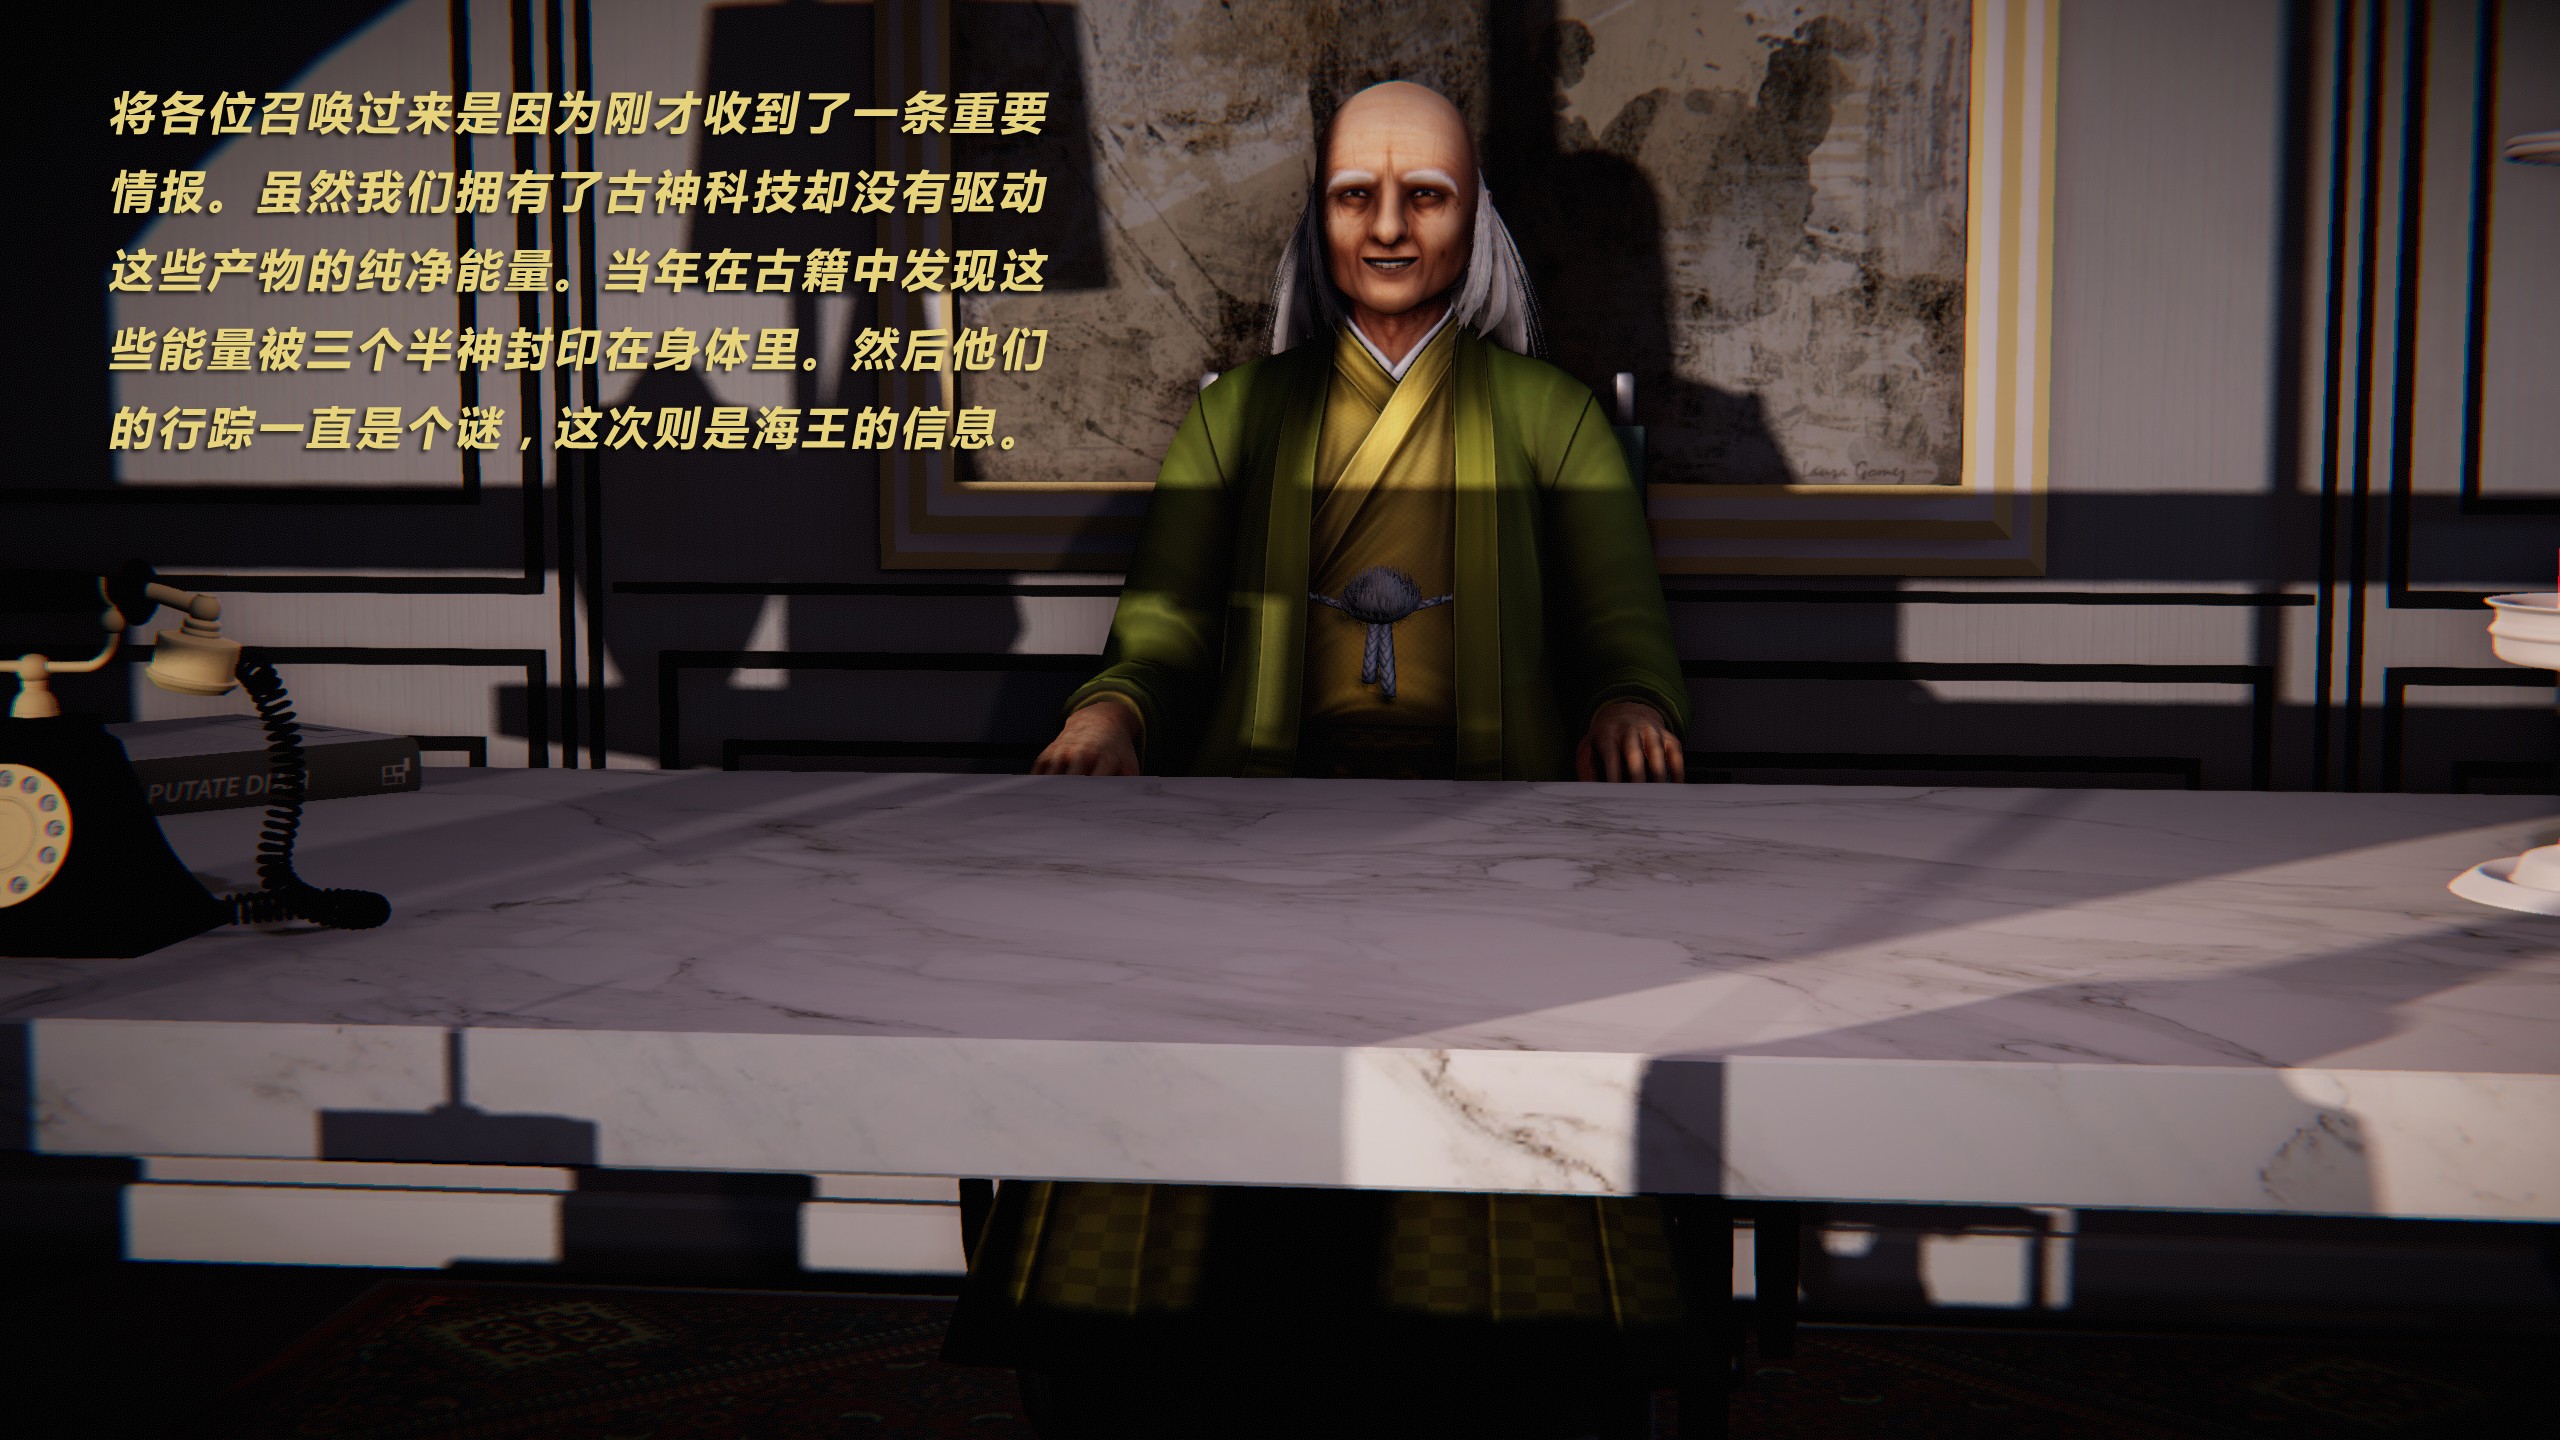 将各位召唤过来是因为刚才收到了一条重要
情报。虽然我们拥有了古神科技却没有驱动
这些产物的纯净能量。当年在古籍中发现这
些能量被三个半神封印在身体里。然后他们
的行踪一直是个谜，这次则是海王的信息。
PUTATE